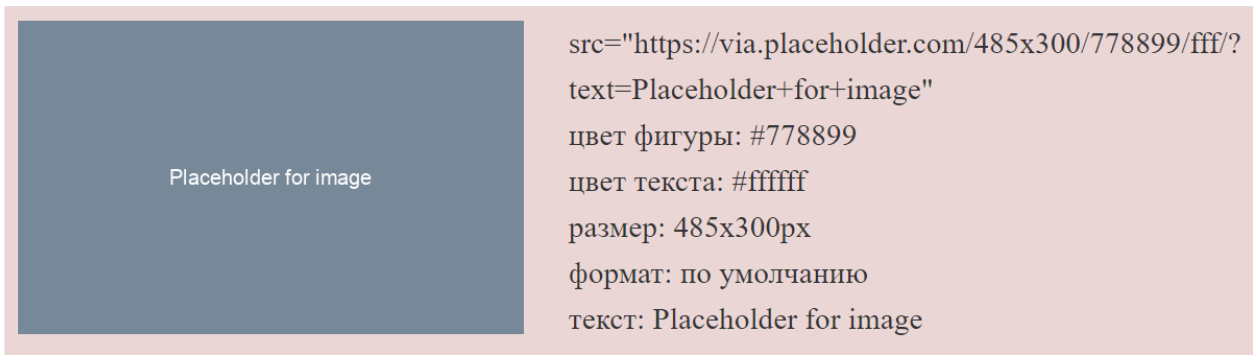 Placeholder for image
src="https://via.placeholder.com/485x300/778899/fff/?
text=Placeholder+for+image"
цвет фигуры: #778899
цвет текста: #ffffff
размер: 485x300px
формат: по умолчанию
текст: Placeholder for image